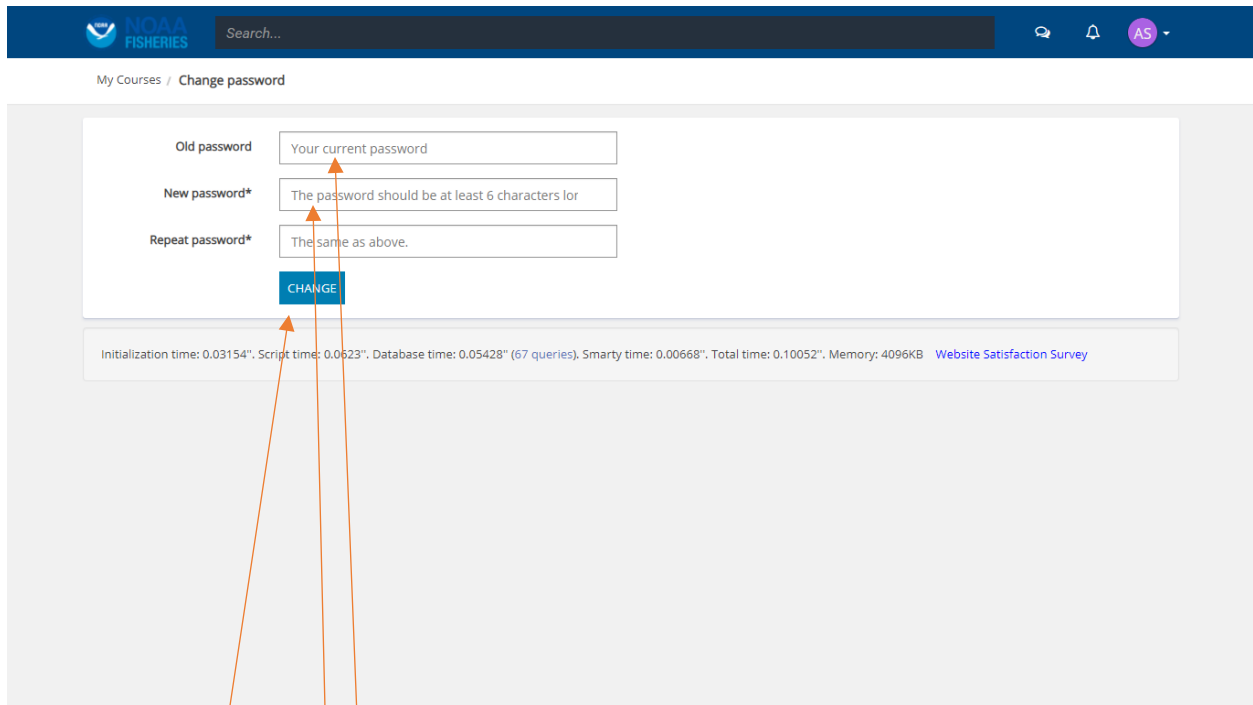 NOAA
FISHERIES
Search...
AS
My Courses / Change password
Old password
Your current password
New password*
The password should be at least 6 characters lor
Repeat password*
The same as above.
CHANGE
Initialization time: 0.03154''. Script time: 0.0623''. Database time: 0.05428'' (67 queries). Smarty time: 0.00668''. Total time: 0.10052''. Memory: 4096KB Website Satisfaction Survey